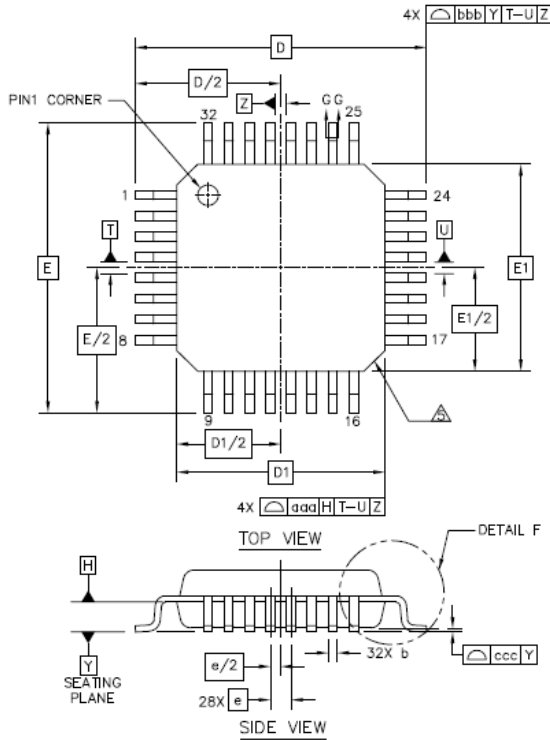 4X ⌓ bbb Y T-U Z
D
D/2
PIN1 CORNER
Z
G G
32
25
1
24
T
U
E
E1
E/2
E1/2
8
17
9
16
5
D1/2
D1
4X ⌓ aaa H T-U Z
TOP VIEW
DETAIL F
H
Y
SEATING
PLANE
e/2
32X b
ccc Y
28X e
SIDE VIEW